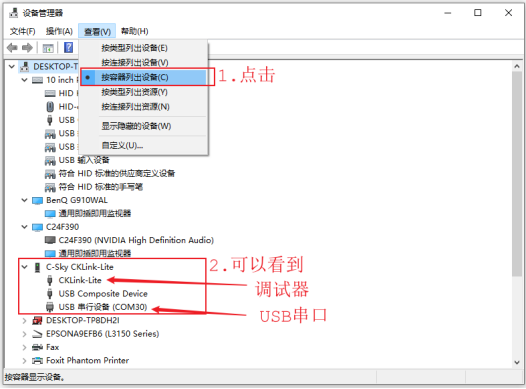 设备管理器
文件(F) 操作(A) 查看(V) 帮助(H)
按类型列出设备(E)
按连接列出设备(V)
按容器列出设备(C)
按类型列出资源(Y)
按连接列出资源(N)
显示隐藏的设备(W)
自定义(U)...
1.点击
DESKTOP-T
10 inch
HID
HID-
USB
USB
USB
USB 输入设备
符合 HID 标准的供应商定义设备
符合 HID 标准的手写笔
BenQ G910WAL
通用即插即用监视器
C24F390
C24F390 (NVIDIA High Definition Audio)
通用即插即用监视器
C-Sky CKLink-Lite
CKLink-Lite
USB Composite Device
USB 串行设备 (COM30)
2.可以看到
调试器
USB串口
DESKTOP-TP8DH2I
EPSONA9EFB6 (L3150 Series)
Fax
Foxit Phantom Printer
按容器显示设备。